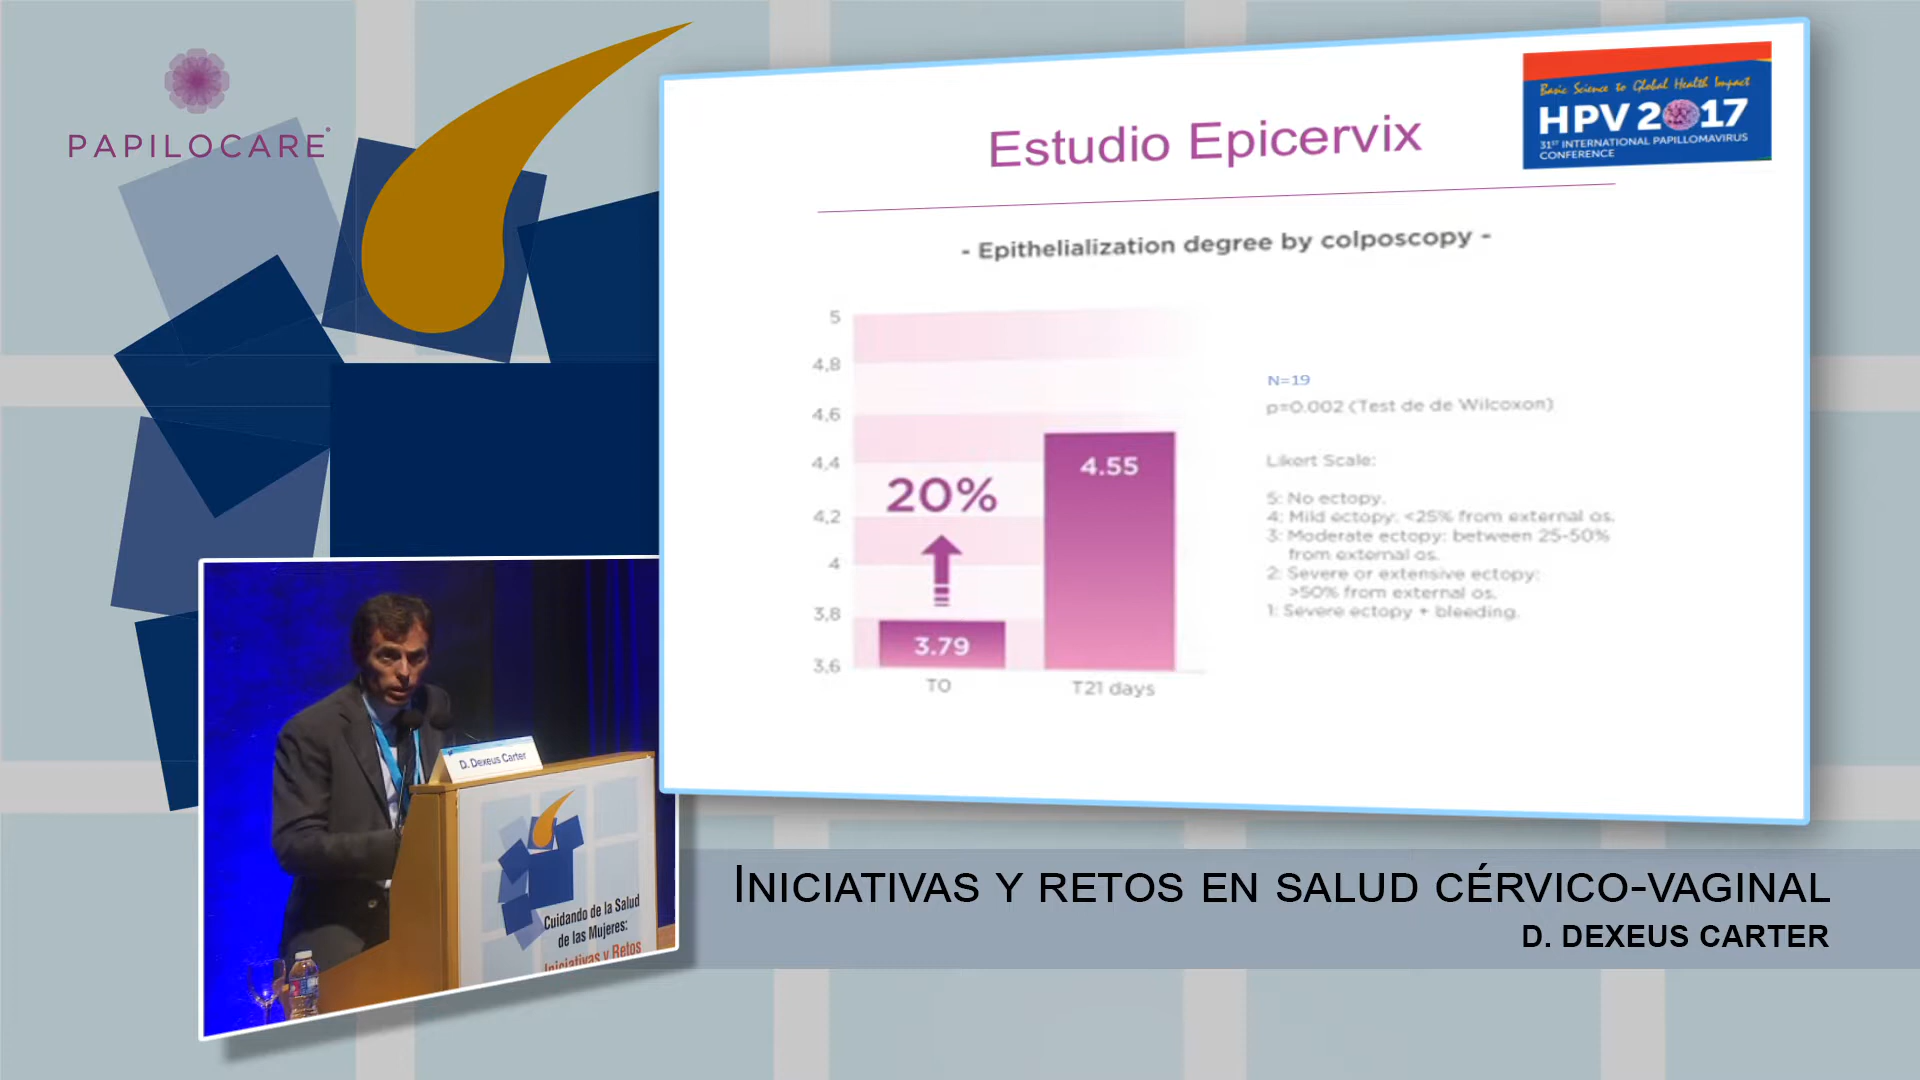 PAPILOCARE
Basic Science to Global Health Impact
HPV 2017
31ST INTERNATIONAL PAPILLOMAVIRUS
CONFERENCE
Estudio Epicervix
- Epithelialization degree by colposcopy -
5
4,8
4,6
4,4
4,2
4
3,8
3,6
20%
3.79
4.55
T0
T21 days
N=19
p=0.002 (Test de de Wilcoxon)
Likert Scale:
5: No ectopy.
4: Mild ectopy: <25% from external os.
3: Moderate ectopy: between 25-50%
from external os.
2: Severe or extensive ectopy:
>50% from external os.
1: Severe ectopy + bleeding.
D. Dexeus Carter
Cuidando de la Salud
de las Mujeres:
Iniciativas y Retos
INICIATIVAS Y RETOS EN SALUD CÉRVICO-VAGINAL
D. DEXEUS CARTER